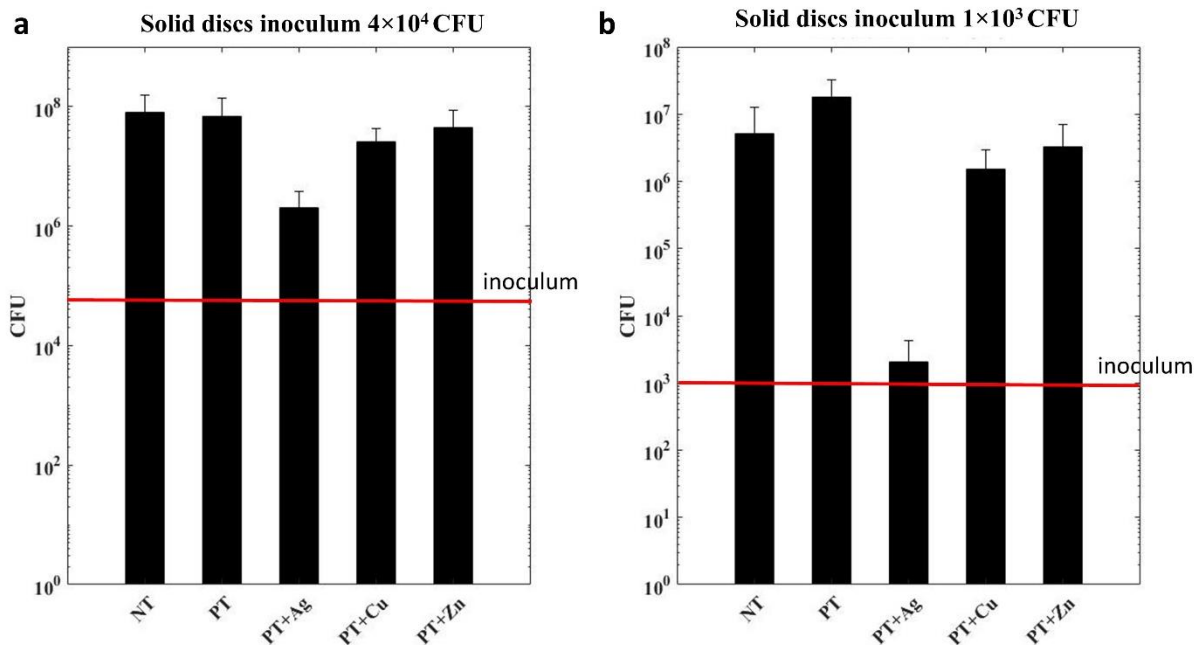 a
Solid discs inoculum 4×10⁴ CFU
10⁸
10⁶
10⁴
10²
10⁰
CFU
inoculum
NT
PT
PT+Ag
PT+Cu
PT+Zn
b
Solid discs inoculum 1×10³ CFU
10⁸
10⁷
10⁶
10⁵
10⁴
10³
10²
10¹
10⁰
CFU
inoculum
NT
PT
PT+Ag
PT+Cu
PT+Zn